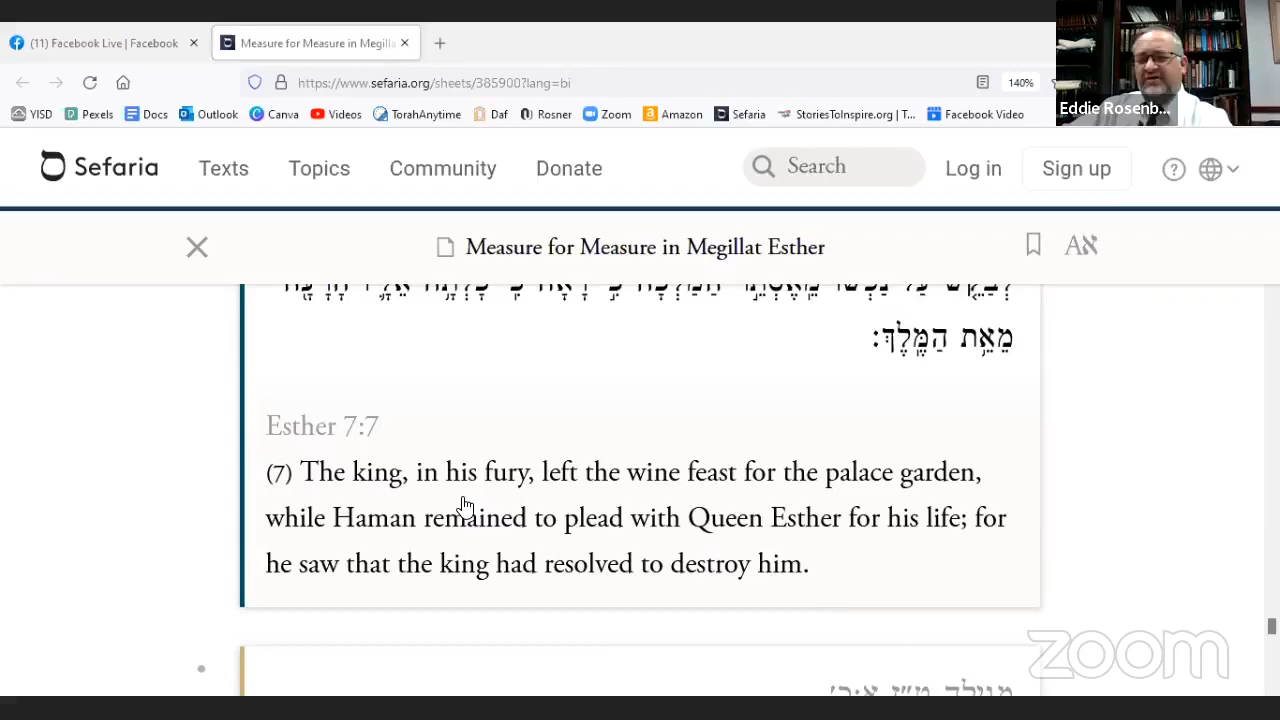 (11) Facebook Live | Facebook
Measure for Measure in Megilla
https://www.sefaria.org/sheets/385900?lang=bi
140%
YISD Pexels Docs Outlook Canva Videos TorahAnytime Daf Rosner Zoom Amazon Sefaria StoriesToInspire.org | T... Facebook Video
Eddie Rosenb...
Sefaria Texts Topics Community Donate Search Log in Sign up
Measure for Measure in Megillat Esther
אA
מֵאֵ֥ת הַמֶּֽלֶךְ׃
Esther 7:7
(7) The king, in his fury, left the wine feast for the palace garden,
while Haman remained to plead with Queen Esther for his life; for
he saw that the king had resolved to destroy him.
zoom